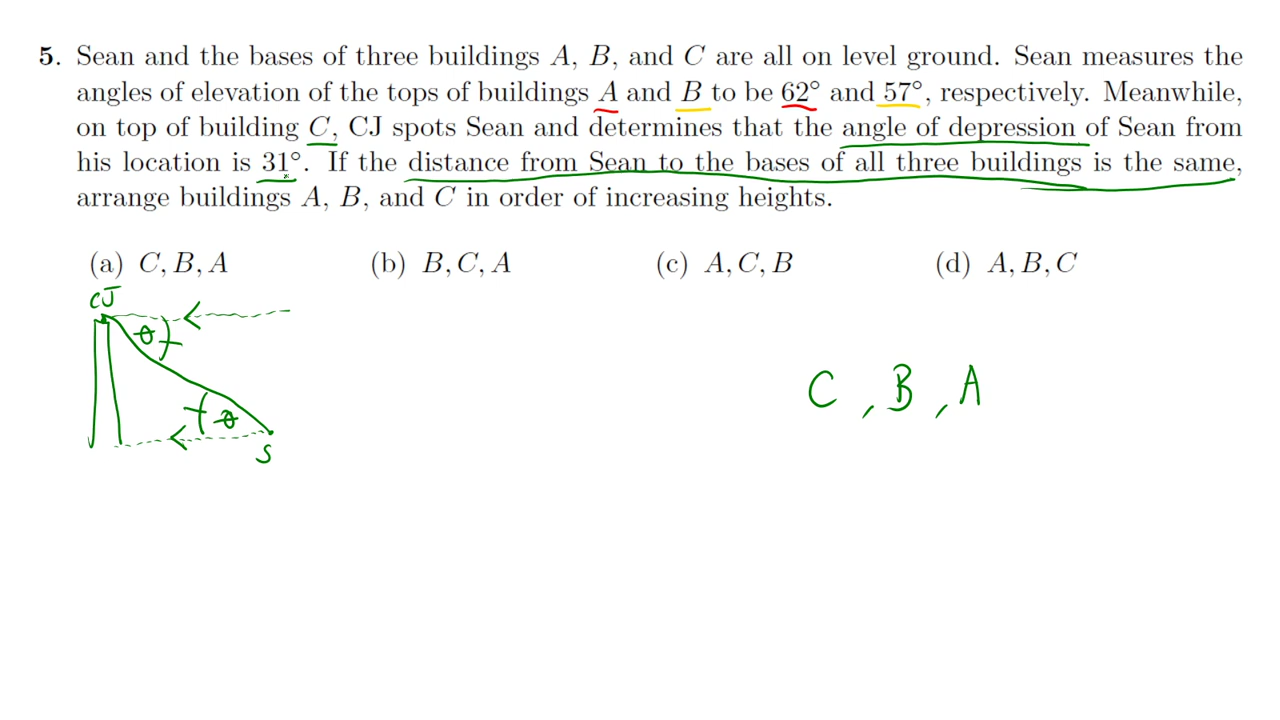 5. Sean and the bases of three buildings A, B, and C are all on level ground. Sean measures the
angles of elevation of the tops of buildings A and B to be 62° and 57°, respectively. Meanwhile,
on top of building C, CJ spots Sean and determines that the angle of depression of Sean from
his location is 31°. If the distance from Sean to the bases of all three buildings is the same,
arrange buildings A, B, and C in order of increasing heights.
(a) C, B, A (b) B, C, A (c) A, C, B (d) A, B, C
CJ
θ
C, B, A
θ
S